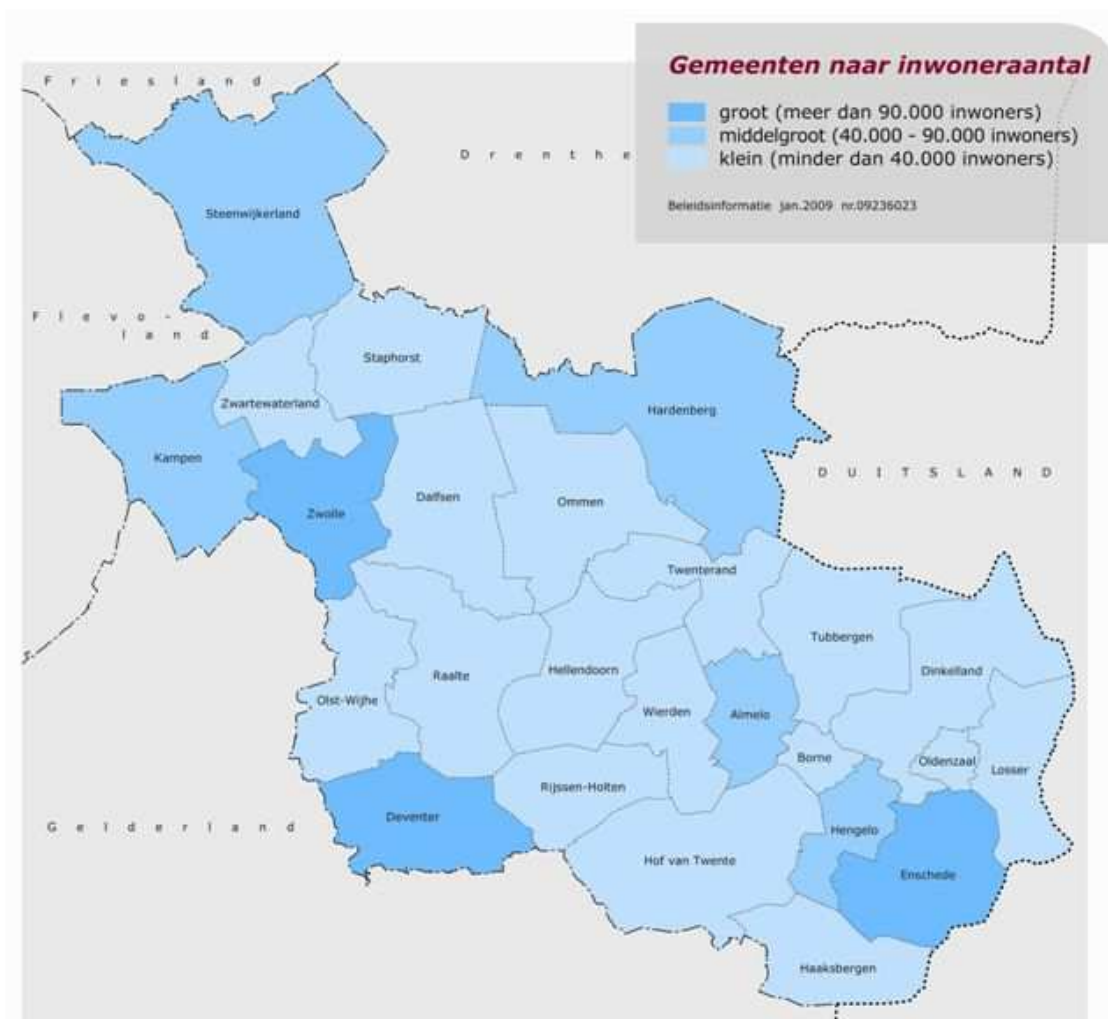 Gemeenten naar inwoneraantal
groot (meer dan 90.000 inwoners)
middelgroot (40.000 - 90.000 inwoners)
klein (minder dan 40.000 inwoners)
Beleidsinformatie jan.2009 nr.09236023
Friesland
Drenthe
Steenwijkerland
Flevo-
land
Staphorst
Zwartewaterland
Hardenberg
Kampen
DUITSLAND
Dalfsen
Ommen
Zwolle
Twenterand
Tubbergen
Hellendoorn
Dinkelland
Raalte
Olst-Wijhe
Wierden
Almelo
Borne
Oldenzaal
Losser
Rijssen-Holten
Deventer
Gelderland
Hengelo
Hof van Twente
Enschede
Haaksbergen